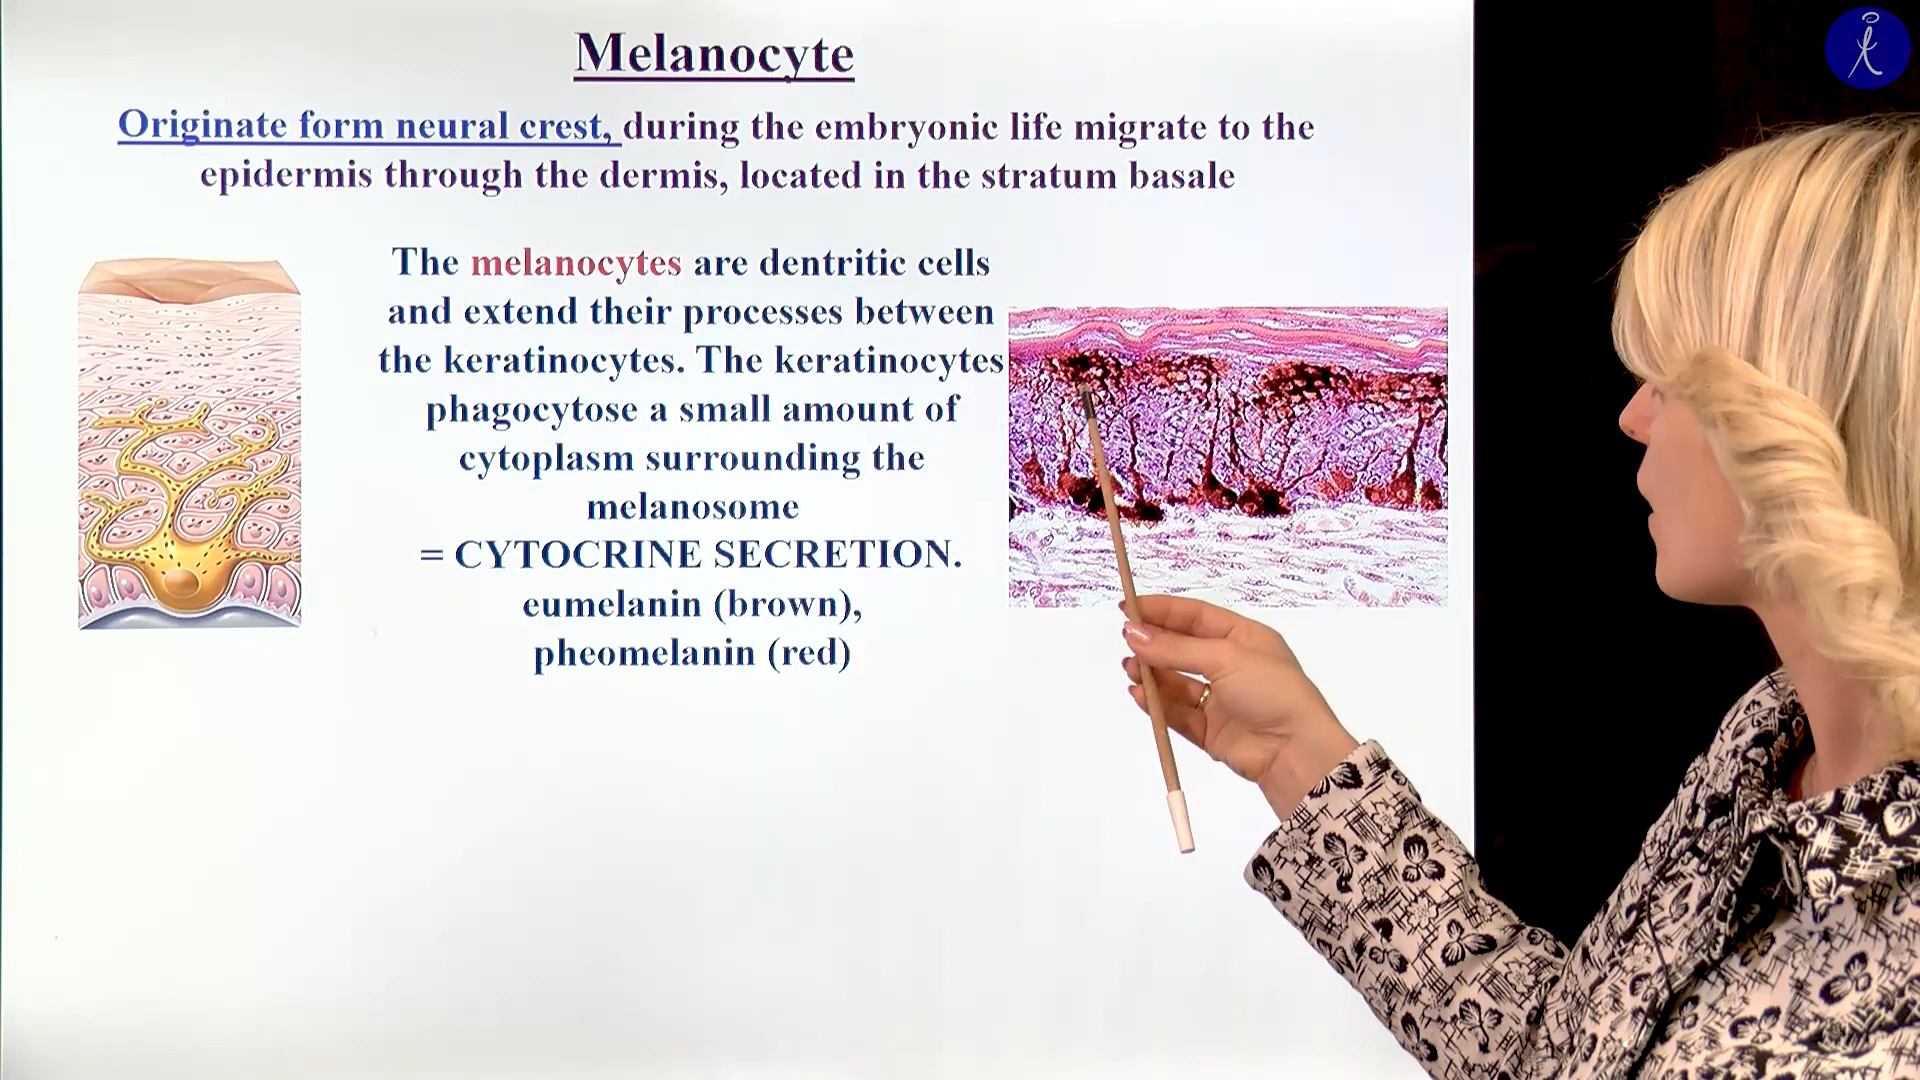 Melanocyte
Originate form neural crest, during the embryonic life migrate to the
epidermis through the dermis, located in the stratum basale
The melanocytes are dentritic cells
and extend their processes between
the keratinocytes. The keratinocytes
phagocytose a small amount of
cytoplasm surrounding the
melanosome
= CYTOCRINE SECRETION.
eumelanin (brown),
pheomelanin (red)